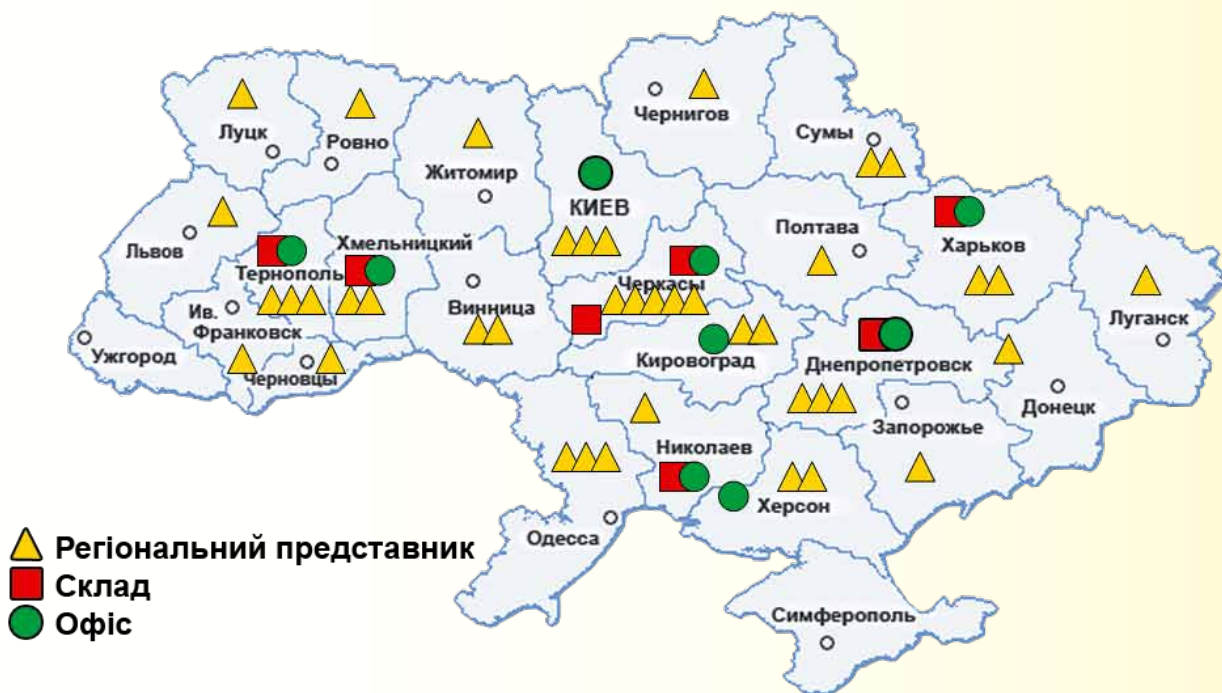 Чернигов
Сумы
Луцк
Ровно
Житомир
КИЕВ
Полтава
Харьков
Львов
Хмельницкий
Тернополь
Черкасы
Винница
Ив.
Франковск
Луганск
Ужгород
Черновцы
Кировоград
Днепропетровск
Донецк
Запорожье
Николаев
Херсон
Одесса
Симферополь
Регіональний представник
Склад
Офіс